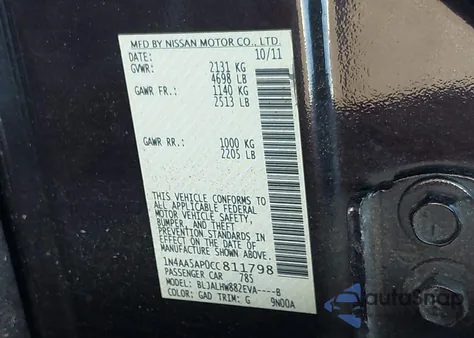 MFD BY NISSAN MOTOR CO., LTD.
DATE: 10/11
GVWR: 2131 KG
4698 LB
GAWR FR.: 1140 KG
2513 LB
GAWR RR.: 1000 KG
2205 LB
THIS VEHICLE CONFORMS TO
ALL APPLICABLE FEDERAL
MOTOR VEHICLE SAFETY,
BUMPER, AND THEFT
PREVENTION STANDARDS IN
EFFECT ON THE DATE OF
MANUFACTURE SHOWN ABOVE.
1N4AA5AP0CC811798
PASSENGER CAR 785
MODEL: BLJALHW882EVA----B
COLOR: GAD TRIM: G 9N00A
autoSnap